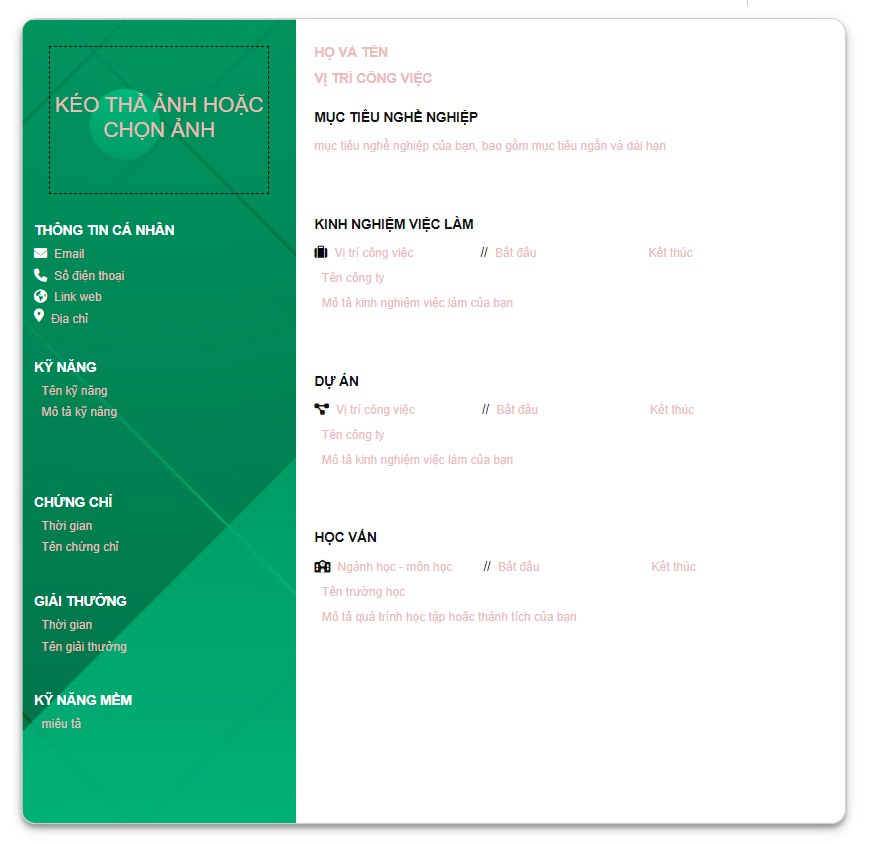 KÉO THẢ ẢNH HOẶC
CHỌN ẢNH
THÔNG TIN CÁ NHÂN
Email
Số điện thoại
Link web
Địa chỉ
KỸ NĂNG
Tên kỹ năng
Mô tả kỹ năng
CHỨNG CHỈ
Thời gian
Tên chứng chỉ
GIẢI THƯỞNG
Thời gian
Tên giải thưởng
KỸ NĂNG MỀM
miêu tả
HỌ VÀ TÊN
VỊ TRÍ CÔNG VIỆC
MỤC TIÊU NGHỀ NGHIỆP
mục tiêu nghề nghiệp của bạn, bao gồm mục tiêu ngắn và dài hạn
KINH NGHIỆM VIỆC LÀM
Vị trí công việc // Bắt đầu Kết thúc
Tên công ty
Mô tả kinh nghiệm việc làm của bạn
DỰ ÁN
Vị trí công việc // Bắt đầu Kết thúc
Tên công ty
Mô tả kinh nghiệm việc làm của bạn
HỌC VẤN
Ngành học - môn học // Bắt đầu Kết thúc
Tên trường học
Mô tả quá trình học tập hoặc thành tích của bạn